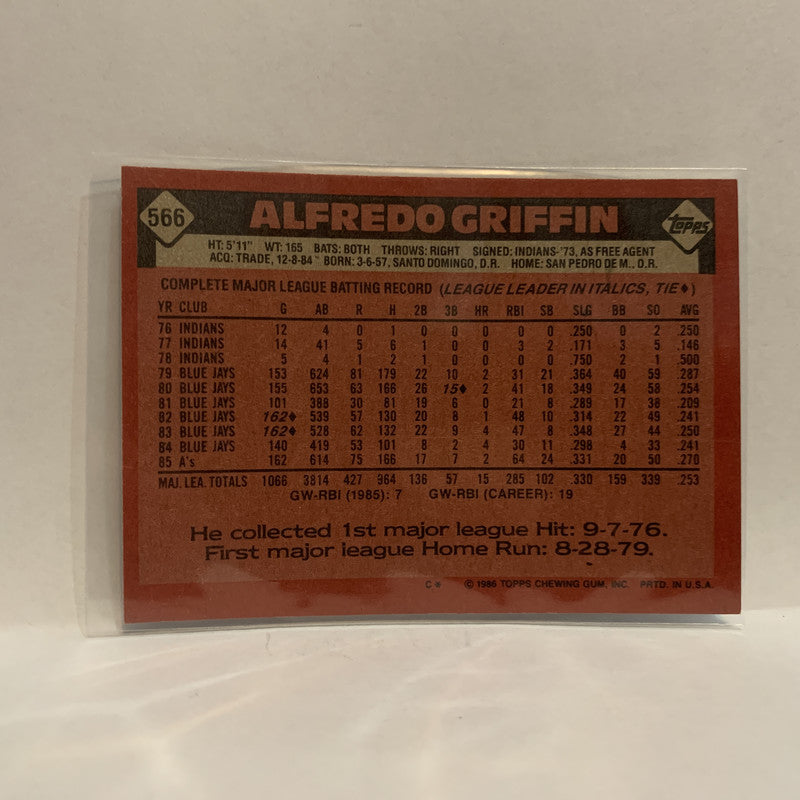 566 ALFREDO GRIFFIN topps
HT: 5'11" WT: 165 BATS: BOTH THROWS: RIGHT SIGNED: INDIANS-'73, AS FREE AGENT
ACQ: TRADE, 12-8-84 BORN: 3-6-57, SANTO DOMINGO, D.R. HOME: SAN PEDRO DE M., D.R.
COMPLETE MAJOR LEAGUE BATTING RECORD (LEAGUE LEADER IN ITALICS, TIE♦)
YR CLUB G AB R H 2B 3B HR RBI SB SLG BB SO AVG
76 INDIANS 12 4 0 1 0 0 0 0 0 .250 0 2 .250
77 INDIANS 14 41 5 6 1 0 0 3 2 .171 3 5 .146
78 INDIANS 5 4 1 2 1 0 0 0 0 .750 2 1 .500
79 BLUE JAYS 153 624 81 179 22 10 2 31 21 .364 40 59 .287
80 BLUE JAYS 155 653 63 166 26 15♦ 2 41 18 .349 24 58 .254
81 BLUE JAYS 101 388 30 81 19 6 0 21 8 .289 17 38 .209
82 BLUE JAYS 162♦ 539 57 130 20 8 1 48 10 .314 22 49 .241
83 BLUE JAYS 162♦ 528 62 132 22 9 4 47 8 .348 27 44 .250
84 BLUE JAYS 140 419 53 101 8 2 4 30 11 .298 4 33 .241
85 A's 162 614 75 166 17 7 2 64 24 .331 20 50 .270
MAJ. LEA. TOTALS 1066 3814 427 964 136 57 15 285 102 .330 159 339 .253
GW-RBI (1985): 7 GW-RBI (CAREER): 19
He collected 1st major league Hit: 9-7-76.
First major league Home Run: 8-28-79.
C* © 1986 TOPPS CHEWING GUM, INC. PRTD. IN U.S.A.